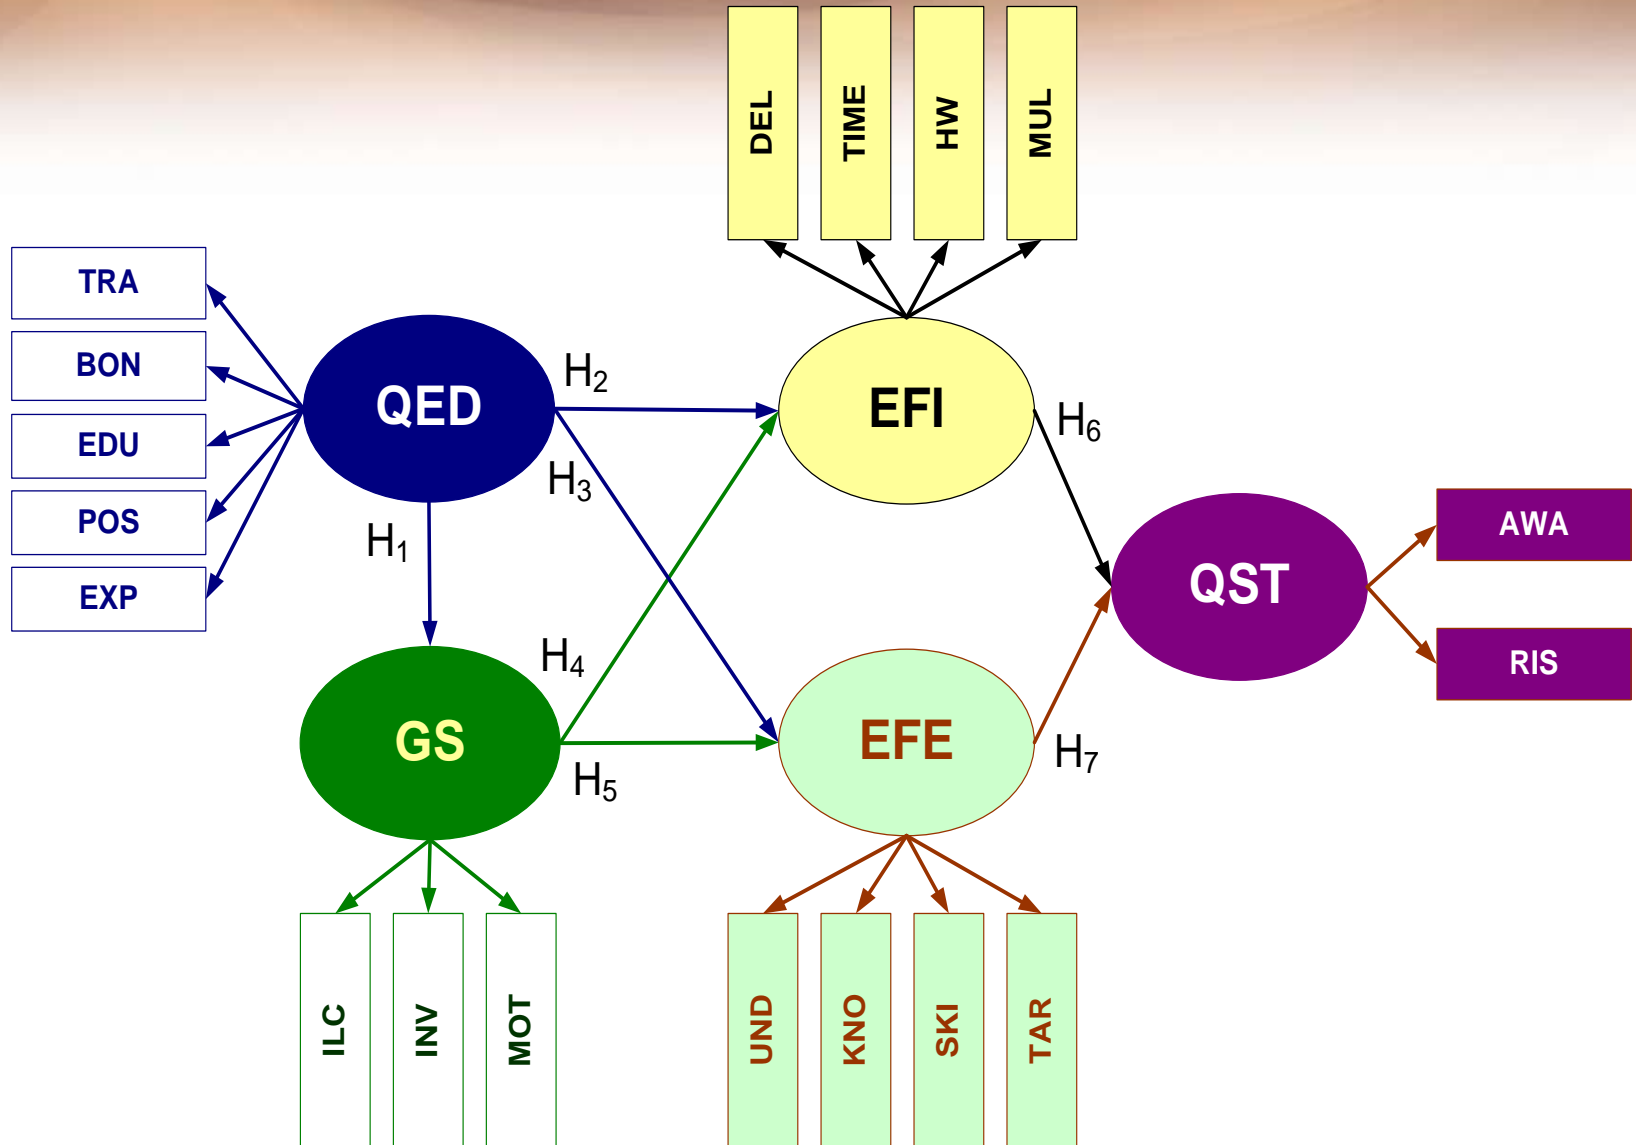 DEL
TIME
HW
MUL
TRA
BON
EDU
POS
EXP
QED
H₂
H₃
H₁
EFI
H₆
QST
AWA
RIS
GS
H₄
H₅
EFE
H₇
ILC
INV
MOT
UND
KNO
SKI
TAR